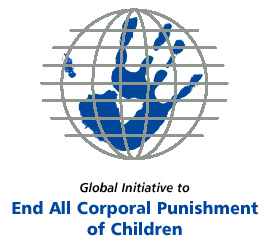 Global Initiative to
End All Corporal Punishment
of Children